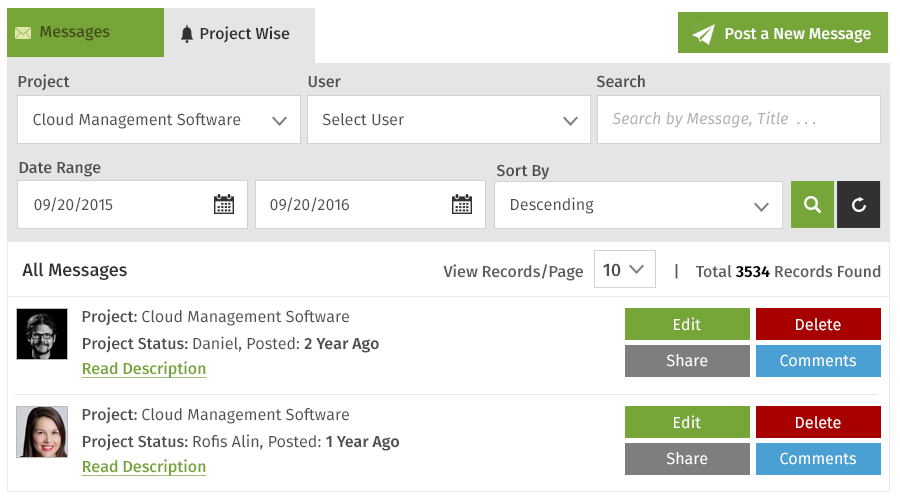 Messages
Project Wise
Post a New Message
Project
User
Search
Cloud Management Software
Select User
Search by Message, Title ...
Date Range
Sort By
09/20/2015
09/20/2016
Descending
All Messages
View Records/Page
10
| Total 3534 Records Found
Project: Cloud Management Software
Project Status: Daniel, Posted: 2 Year Ago
Read Description
Edit
Delete
Share
Comments
Project: Cloud Management Software
Project Status: Rofis Alin, Posted: 1 Year Ago
Read Description
Edit
Delete
Share
Comments